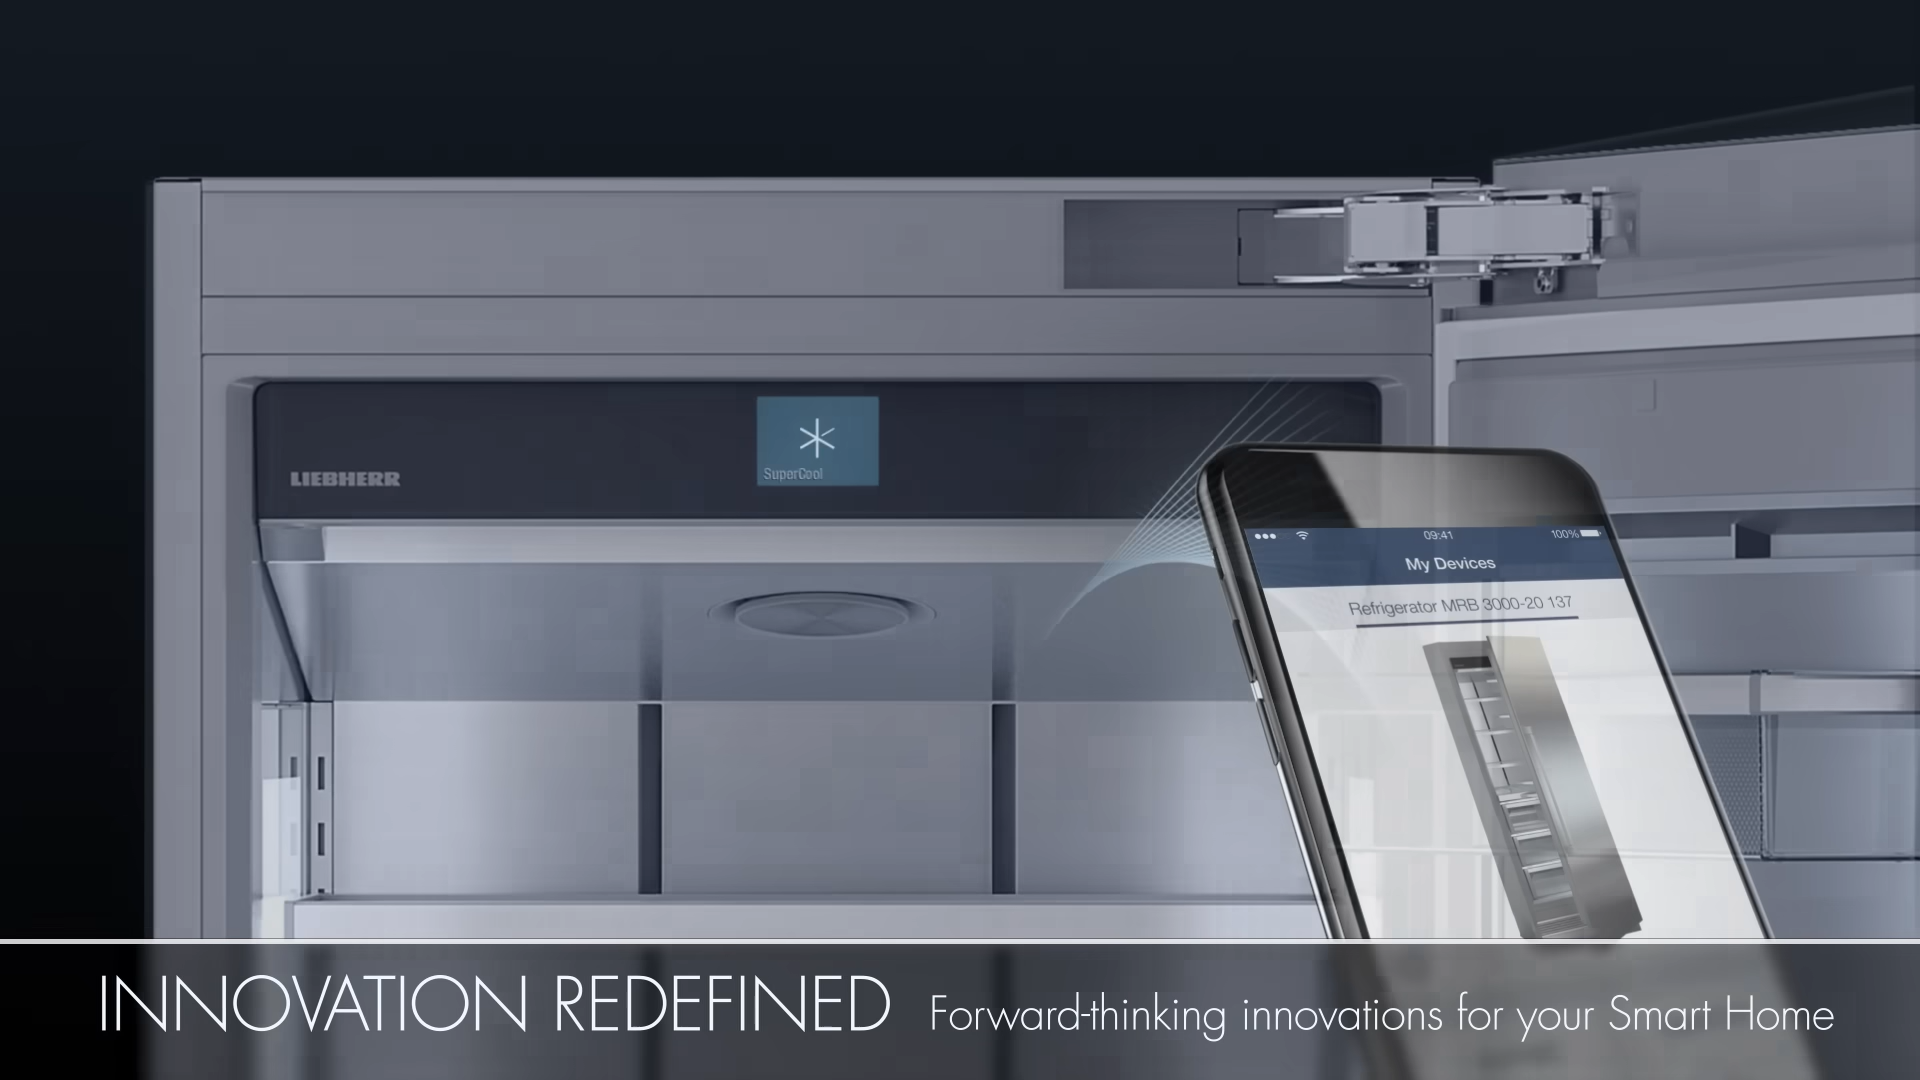 LIEBHERR
SuperCool
09:41
100%
My Devices
Refrigerator MRB 3000-20 137
INNOVATION REDEFINED Forward-thinking innovations for your Smart Home